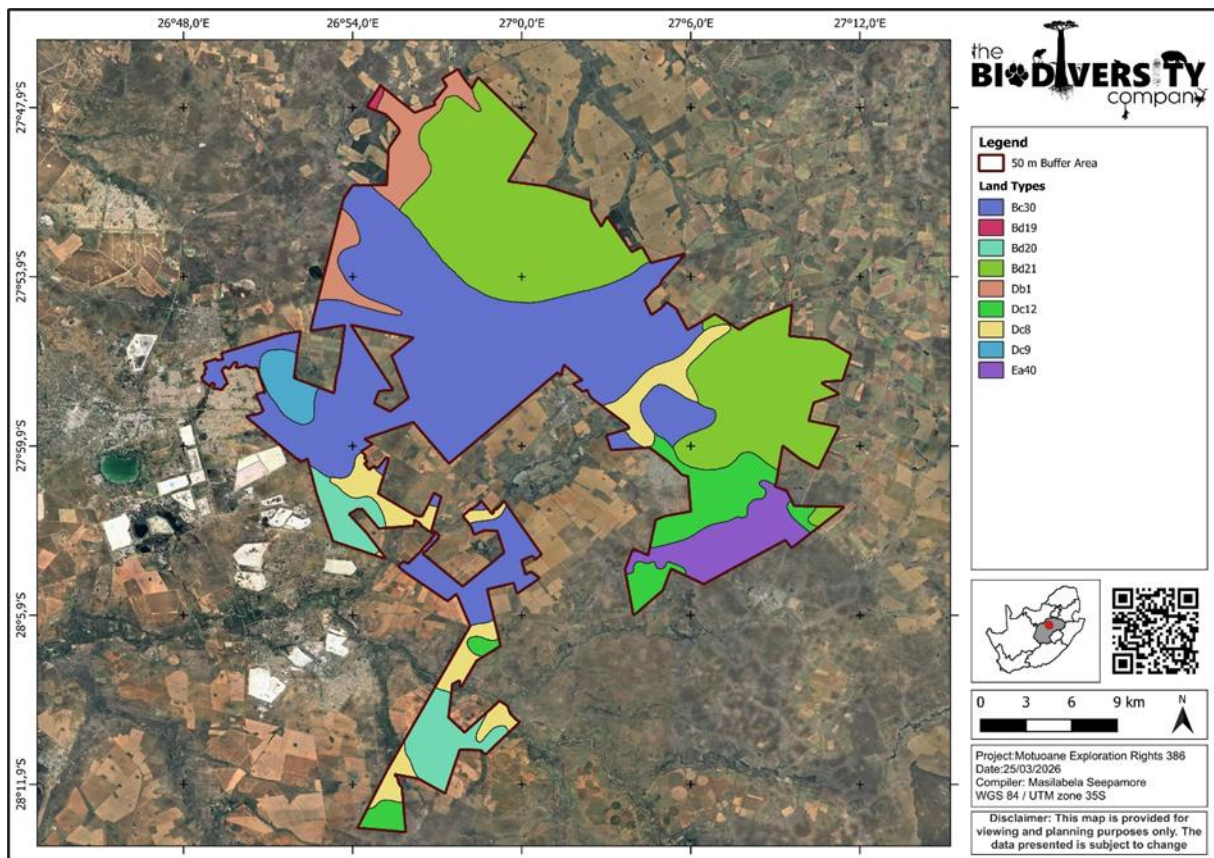 26°48,0'E 26°54,0'E 27°0,0'E 27°6,0'E 27°12,0'E
27°47,9'S
27°53,9'S
27°59,9'S
28°5,9'S
28°11,9'S
the
BIODIVERSITY
company
Legend
50 m Buffer Area
Land Types
Bc30
Bd19
Bd20
Bd21
Db1
Dc12
Dc8
Dc9
Ea40
0 3 6 9 km
N
Project:Motuoane Exploration Rights 386
Date:25/03/2026
Compiler: Masilabela Seepamore
WGS 84 / UTM zone 35S
Disclaimer: This map is provided for
viewing and planning purposes only. The
data presented is subject to change